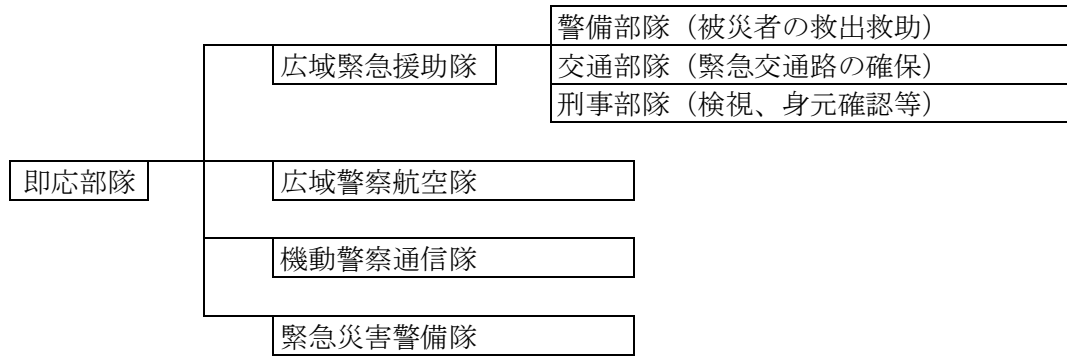 警備部隊（被災者の救出救助）
広域緊急援助隊
交通部隊（緊急交通路の確保）
刑事部隊（検視、身元確認等）
即応部隊
広域警察航空隊
機動警察通信隊
緊急災害警備隊